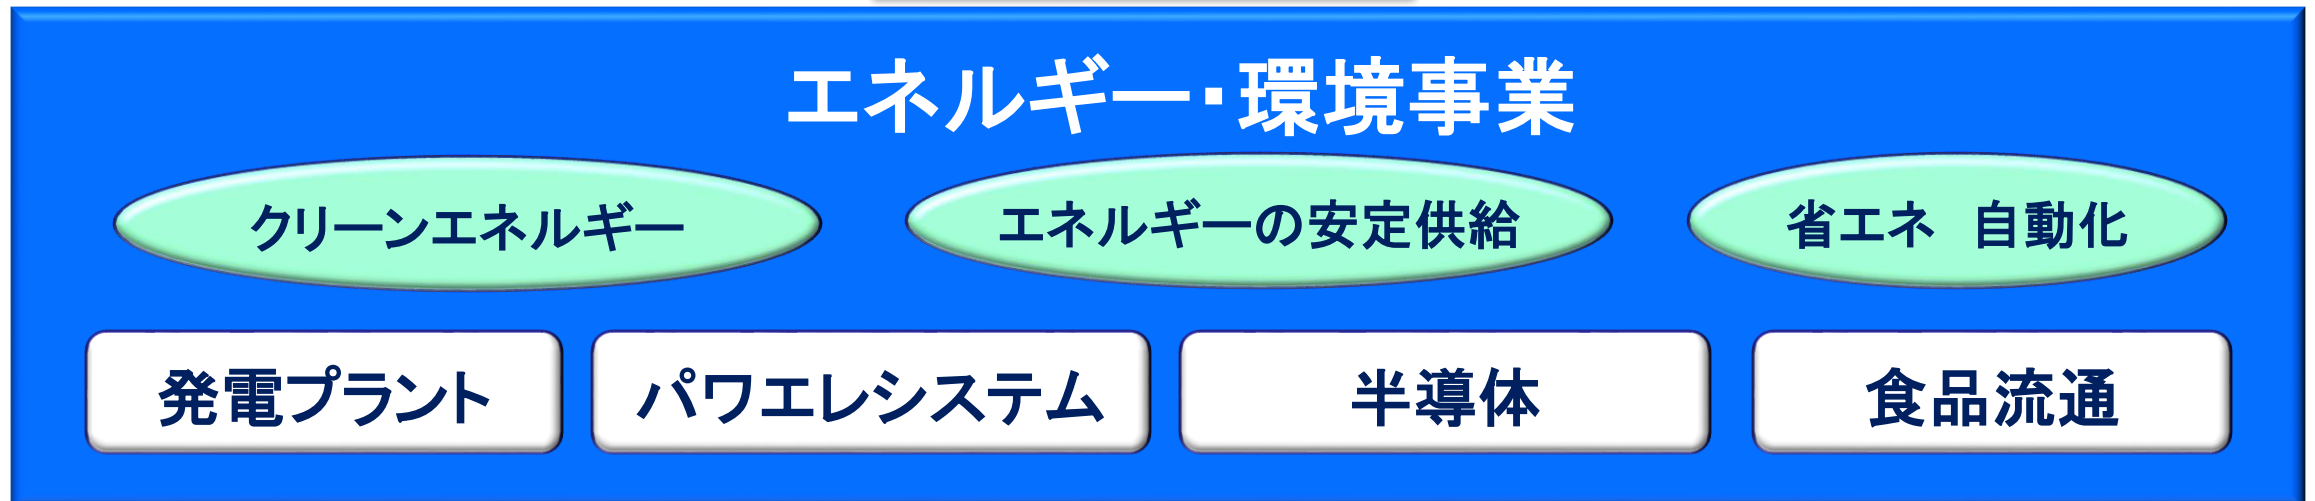 エネルギー・環境事業
クリーンエネルギー
エネルギーの安定供給
省エネ　自動化
発電プラント
パワエレシステム
半導体
食品流通